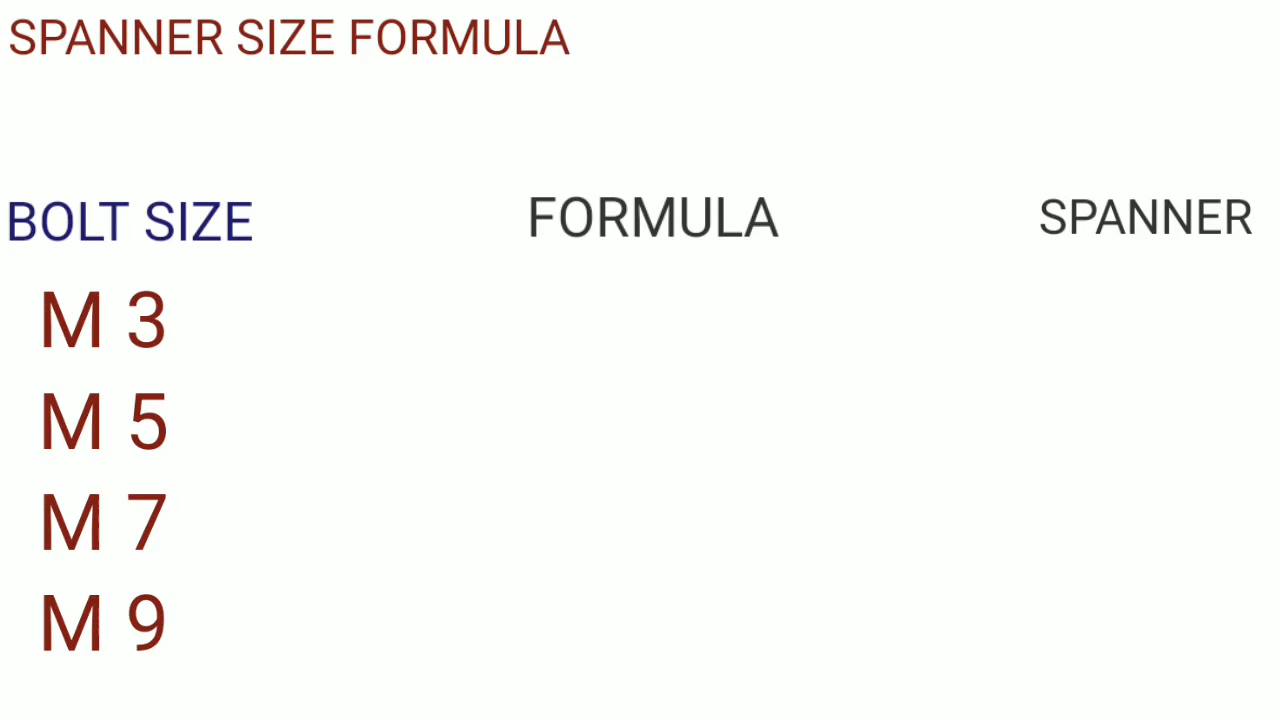 SPANNER SIZE FORMULA
BOLT SIZE FORMULA SPANNER
M 3
M 5
M 7
M 9